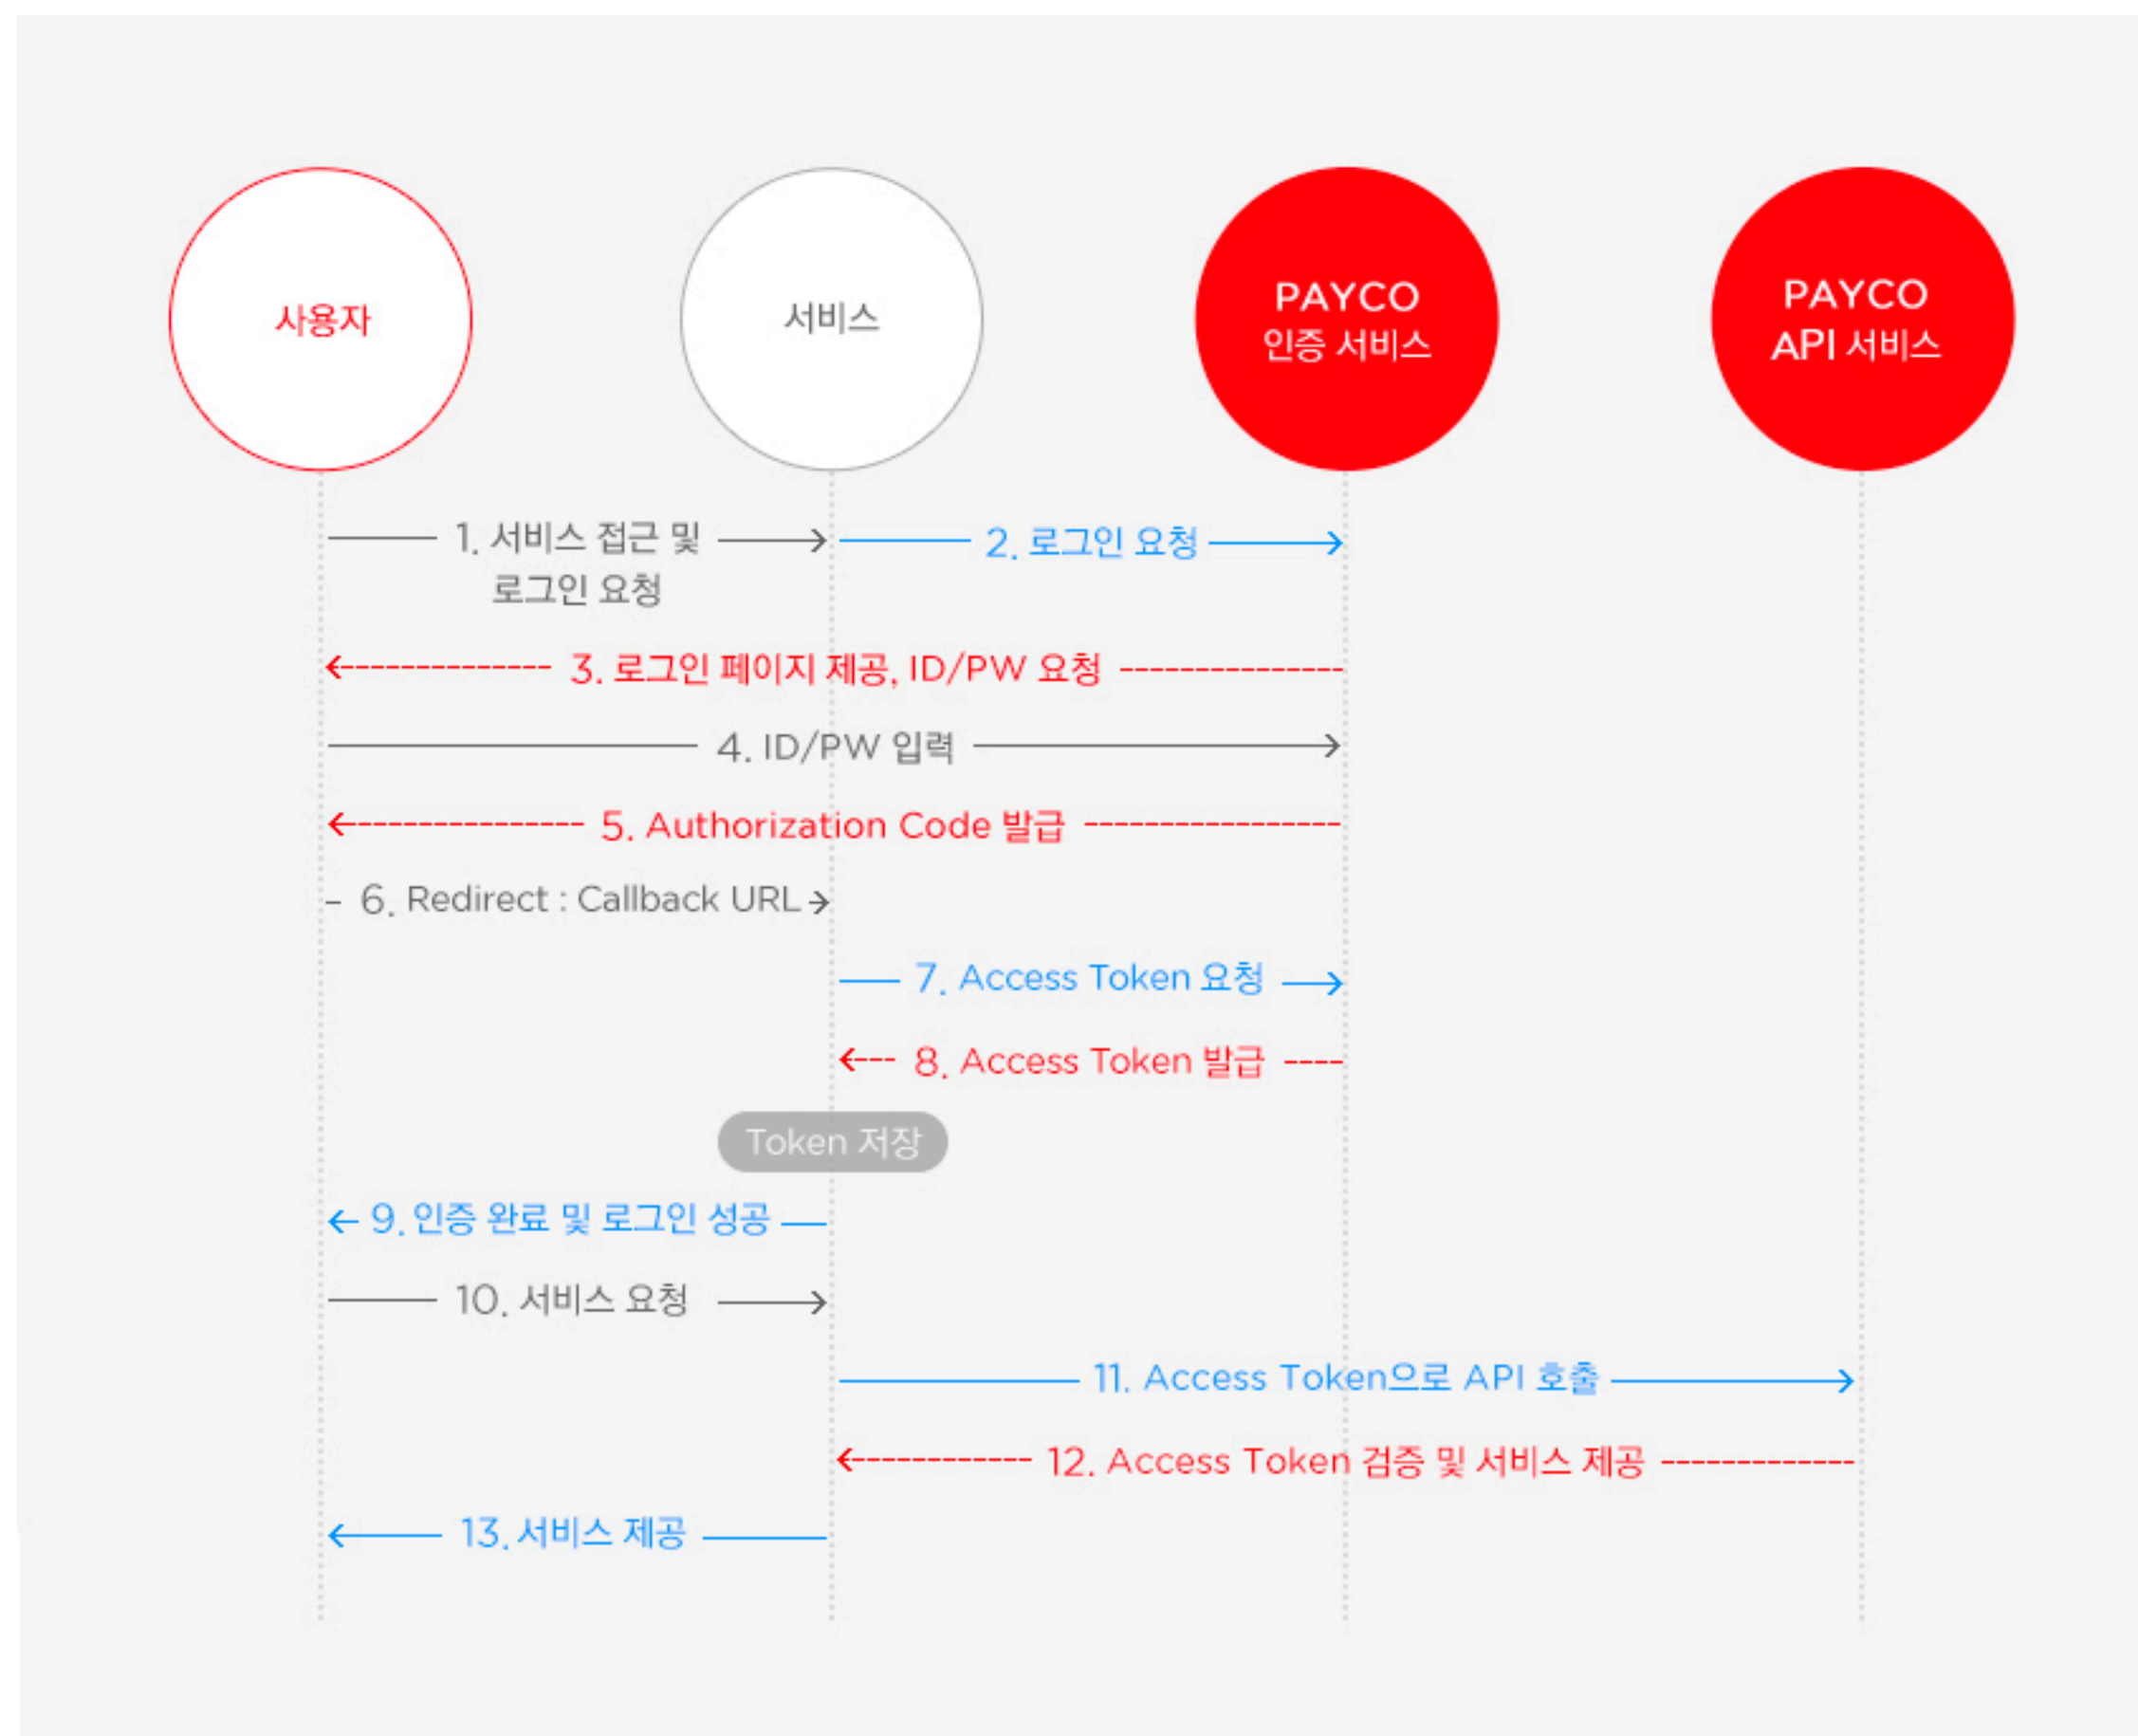 사용자
서비스
PAYCO
인증 서비스
PAYCO
API 서비스
1. 서비스 접근 및
로그인 요청
2. 로그인 요청
3. 로그인 페이지 제공, ID/PW 요청
4. ID/PW 입력
5. Authorization Code 발급
6. Redirect : Callback URL
7. Access Token 요청
8. Access Token 발급
Token 저장
9. 인증 완료 및 로그인 성공
10. 서비스 요청
11. Access Token으로 API 호출
12. Access Token 검증 및 서비스 제공
13. 서비스 제공